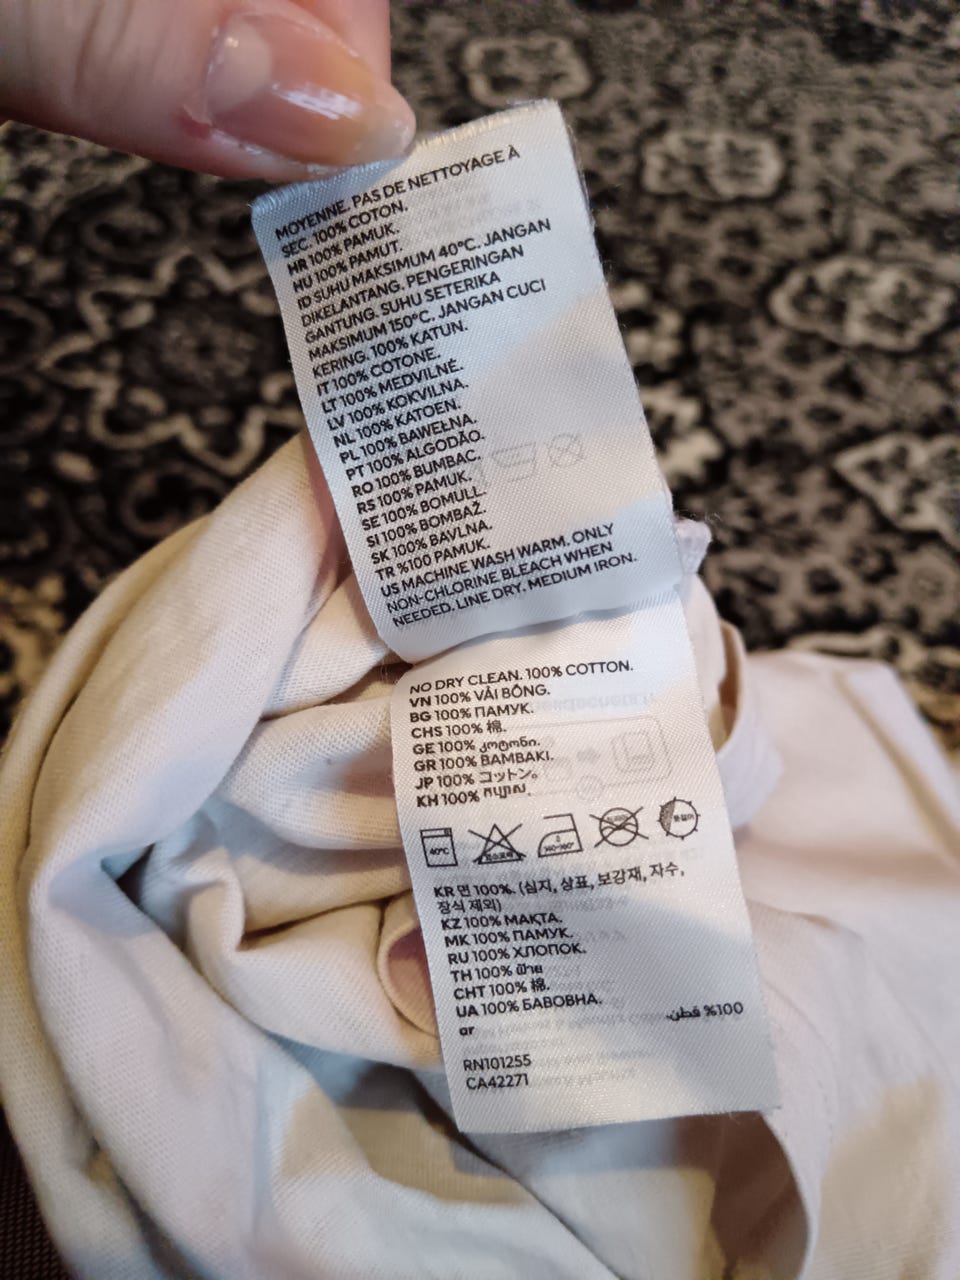 MOYENNE. PAS DE NETTOYAGE À
SEC. 100% COTON.
HR 100% PAMUK.
HU 100% PAMUT.
ID SUHU MAKSIMUM 40°C. JANGAN
DIKELANTANG. PENGERINGAN
GANTUNG. SUHU SETERIKA
MAKSIMUM 150°C. JANGAN CUCI
KERING. 100% KATUN.
IT 100% COTONE.
LT 100% MEDVILNĖ.
LV 100% KOKVILNA.
NL 100% KATOEN.
PL 100% BAWEŁNA.
PT 100% ALGODÃO.
RO 100% BUMBAC.
RS 100% PAMUK.
SE 100% BOMULL.
SI 100% BOMBAŽ.
SK 100% BAVLNA.
TR %100 PAMUK.
US MACHINE WASH WARM. ONLY
NON-CHLORINE BLEACH WHEN
NEEDED. LINE DRY. MEDIUM IRON.
NO DRY CLEAN. 100% COTTON.
VN 100% VẢI BÔNG.
BG 100% ПАМУК.
CHS 100% 棉.
GE 100% კოტონი.
GR 100% ΒΑΜΒΑΚΙ.
JP 100% コットン。
KH 100%
40°C
KR 면 100%. (심지, 상표, 보강재, 자수,
장식 제외)
KZ 100% МАҚТА.
MK 100% ПАМУК.
RU 100% ХЛОПОК.
TH 100% ฝ้าย
CHT 100% 棉.
UA 100% БАВОВНА.
ar 100% قطن.
RN101255
CA42271